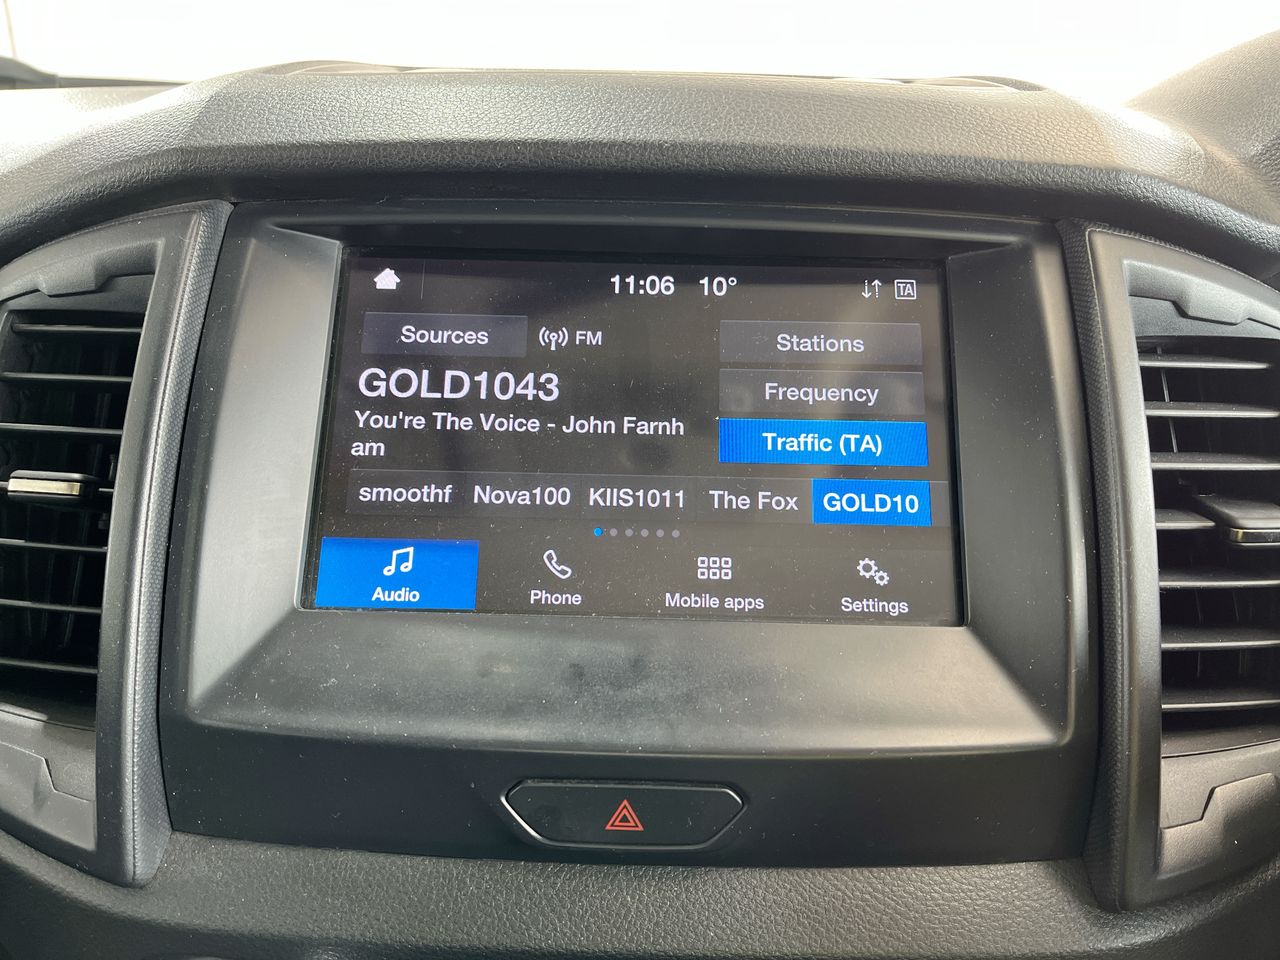 11:06 10°
TA
Sources FM Stations
GOLD1043 Frequency
You're The Voice - John Farnh
am
Traffic (TA)
smoothf Nova100 KIIS1011 The Fox GOLD10
Audio Phone Mobile apps Settings